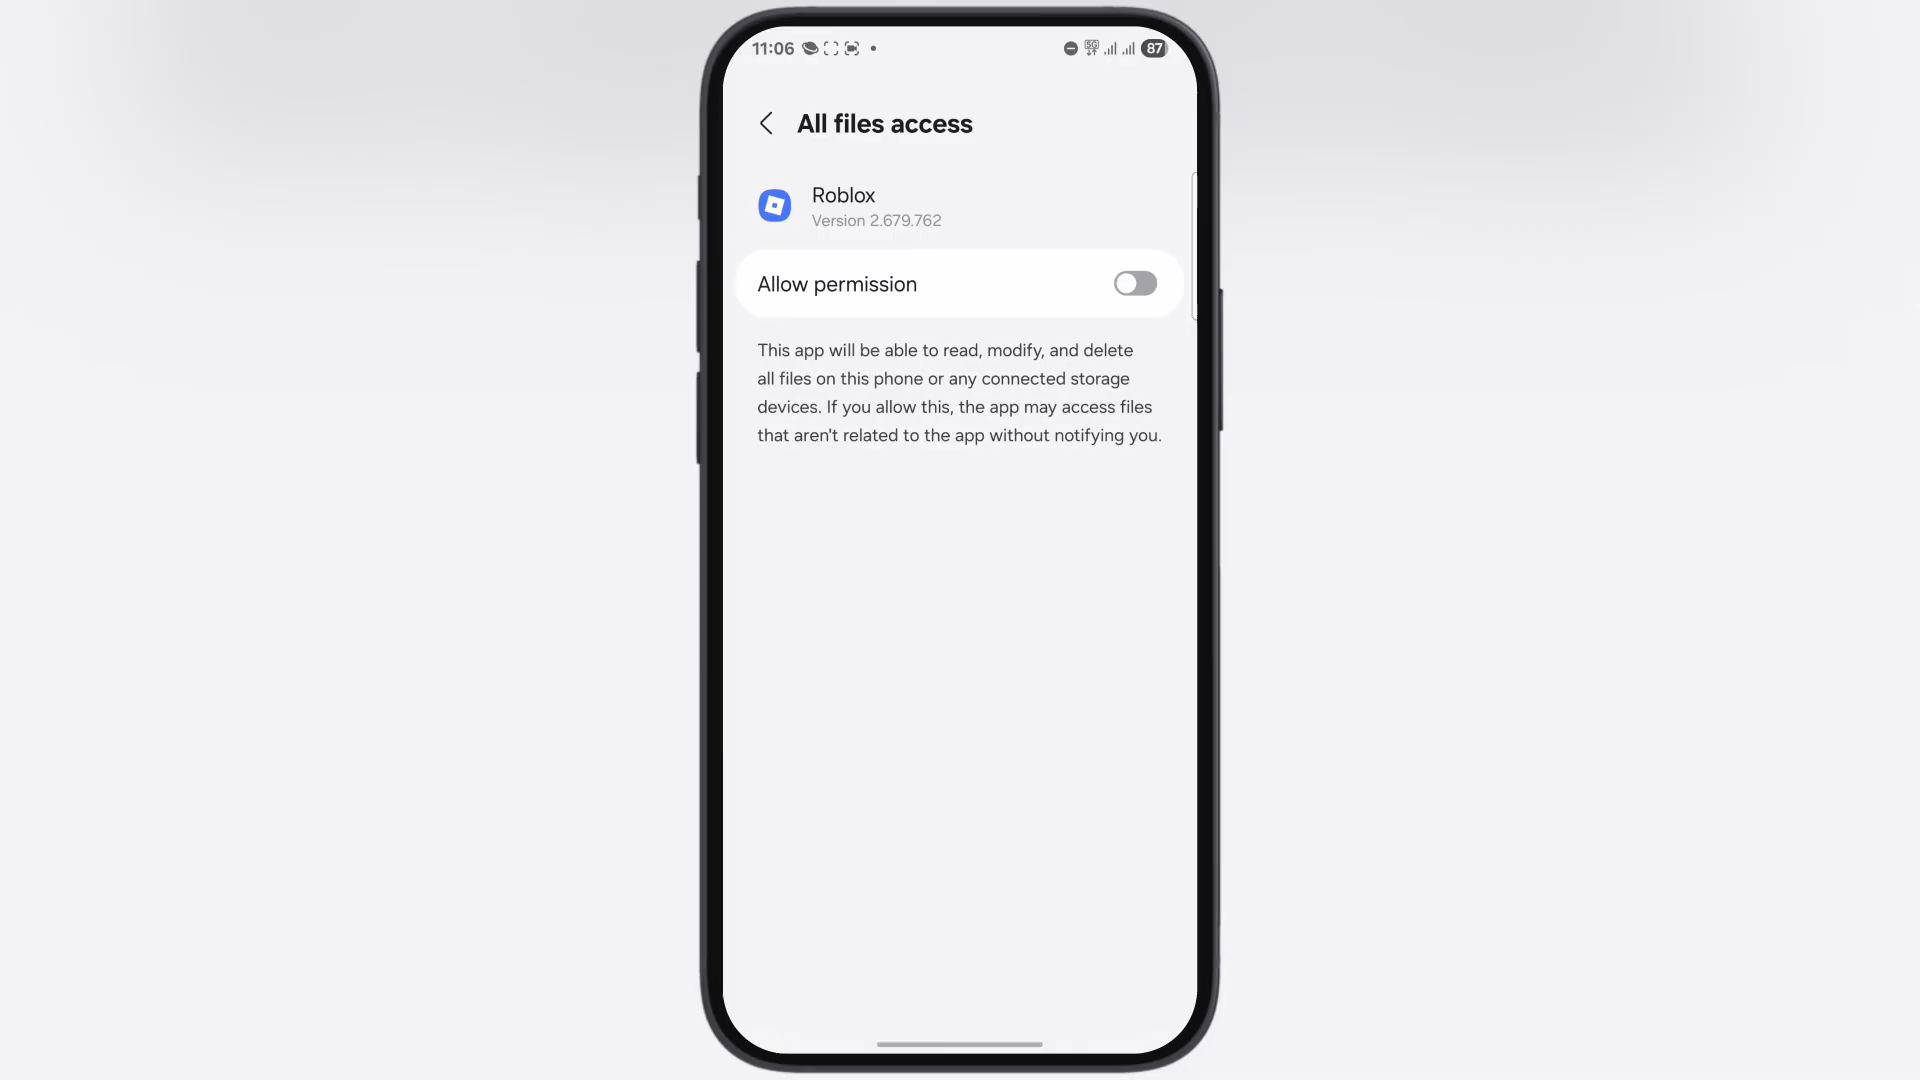 11:06
5G
87
All files access
Roblox
Version 2.679.762
Allow permission
This app will be able to read, modify, and delete
all files on this phone or any connected storage
devices. If you allow this, the app may access files
that aren't related to the app without notifying you.